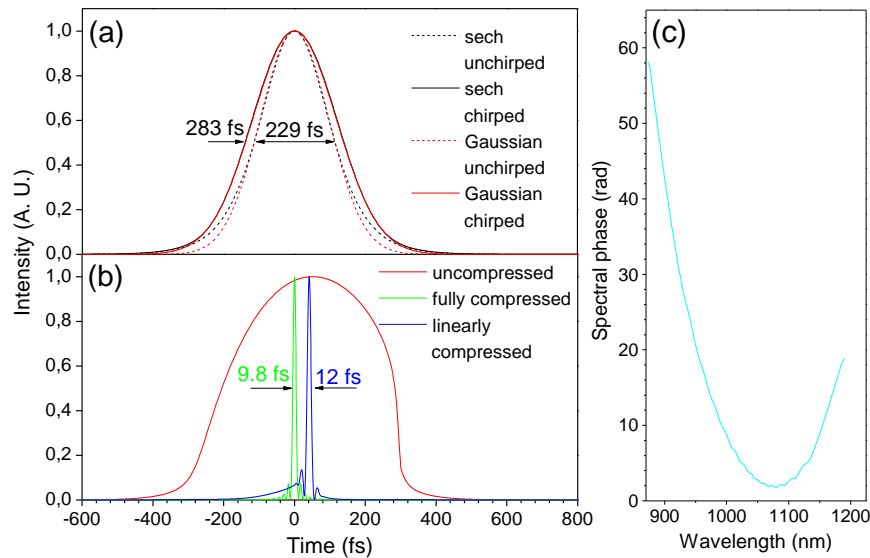 (a)
1,0
0,8
0,6
0,4
0,2
0,0
283 fs
229 fs
sech
unchirped
sech
chirped
Gaussian
unchirped
Gaussian
chirped
Intensity (A. U.)
(b)
1,0
0,8
0,6
0,4
0,2
0,0
uncompressed
fully compressed
linearly
compressed
9.8 fs
12 fs
-600 -400 -200 0 200 400 600 800
Time (fs)
(c)
60
50
40
30
20
10
0
Spectral phase (rad)
900 1000 1100 1200
Wavelength (nm)